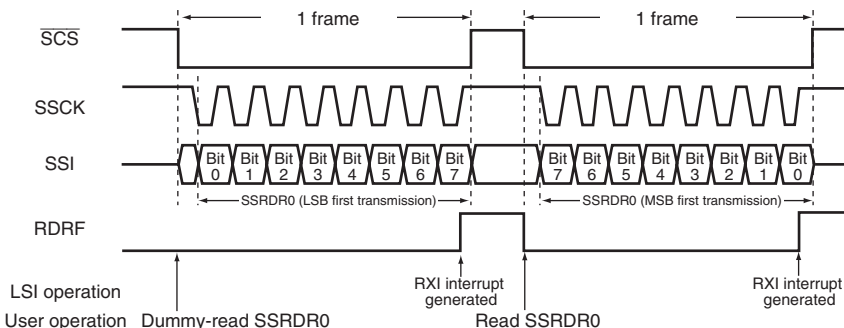 1 frame 1 frame
SCS
SSCK
SSI
Bit 0 Bit 1 Bit 2 Bit 3 Bit 4 Bit 5 Bit 6 Bit 7 Bit 7 Bit 6 Bit 5 Bit 4 Bit 3 Bit 2 Bit 1 Bit 0
SSRDR0 (LSB first transmission) SSRDR0 (MSB first transmission)
RDRF
LSI operation
RXI interrupt generated
RXI interrupt generated
User operation Dummy-read SSRDR0 Read SSRDR0